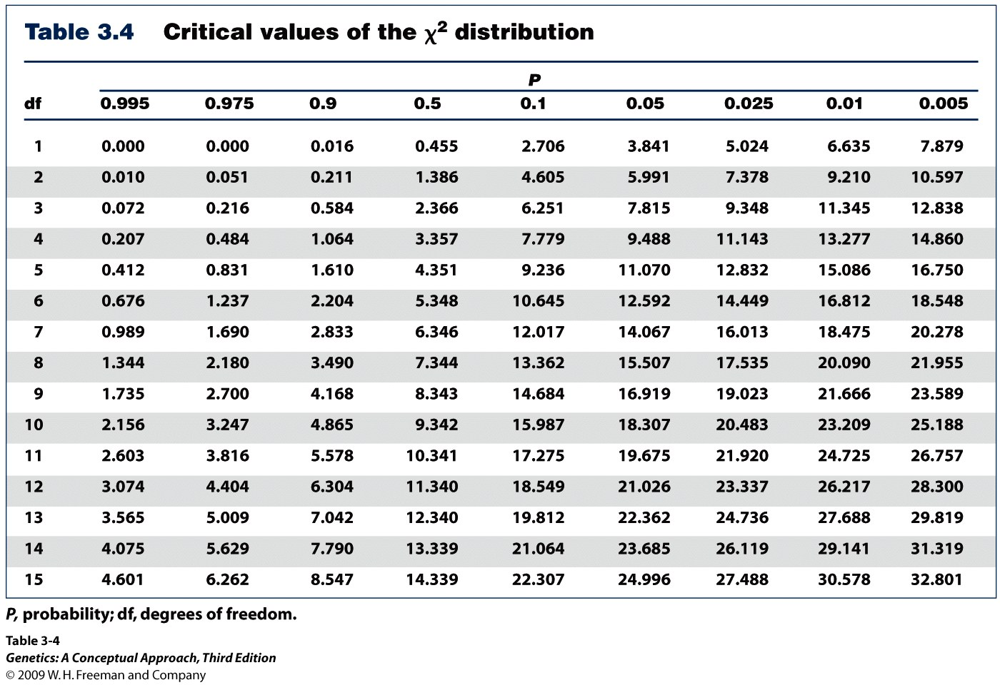 Table 3.4 Critical values of the χ² distribution
P
df 0.995 0.975 0.9 0.5 0.1 0.05 0.025 0.01 0.005
1 0.000 0.000 0.016 0.455 2.706 3.841 5.024 6.635 7.879
2 0.010 0.051 0.211 1.386 4.605 5.991 7.378 9.210 10.597
3 0.072 0.216 0.584 2.366 6.251 7.815 9.348 11.345 12.838
4 0.207 0.484 1.064 3.357 7.779 9.488 11.143 13.277 14.860
5 0.412 0.831 1.610 4.351 9.236 11.070 12.832 15.086 16.750
6 0.676 1.237 2.204 5.348 10.645 12.592 14.449 16.812 18.548
7 0.989 1.690 2.833 6.346 12.017 14.067 16.013 18.475 20.278
8 1.344 2.180 3.490 7.344 13.362 15.507 17.535 20.090 21.955
9 1.735 2.700 4.168 8.343 14.684 16.919 19.023 21.666 23.589
10 2.156 3.247 4.865 9.342 15.987 18.307 20.483 23.209 25.188
11 2.603 3.816 5.578 10.341 17.275 19.675 21.920 24.725 26.757
12 3.074 4.404 6.304 11.340 18.549 21.026 23.337 26.217 28.300
13 3.565 5.009 7.042 12.340 19.812 22.362 24.736 27.688 29.819
14 4.075 5.629 7.790 13.339 21.064 23.685 26.119 29.141 31.319
15 4.601 6.262 8.547 14.339 22.307 24.996 27.488 30.578 32.801
P, probability; df, degrees of freedom.
Table 3-4
Genetics: A Conceptual Approach, Third Edition
© 2009 W. H. Freeman and Company